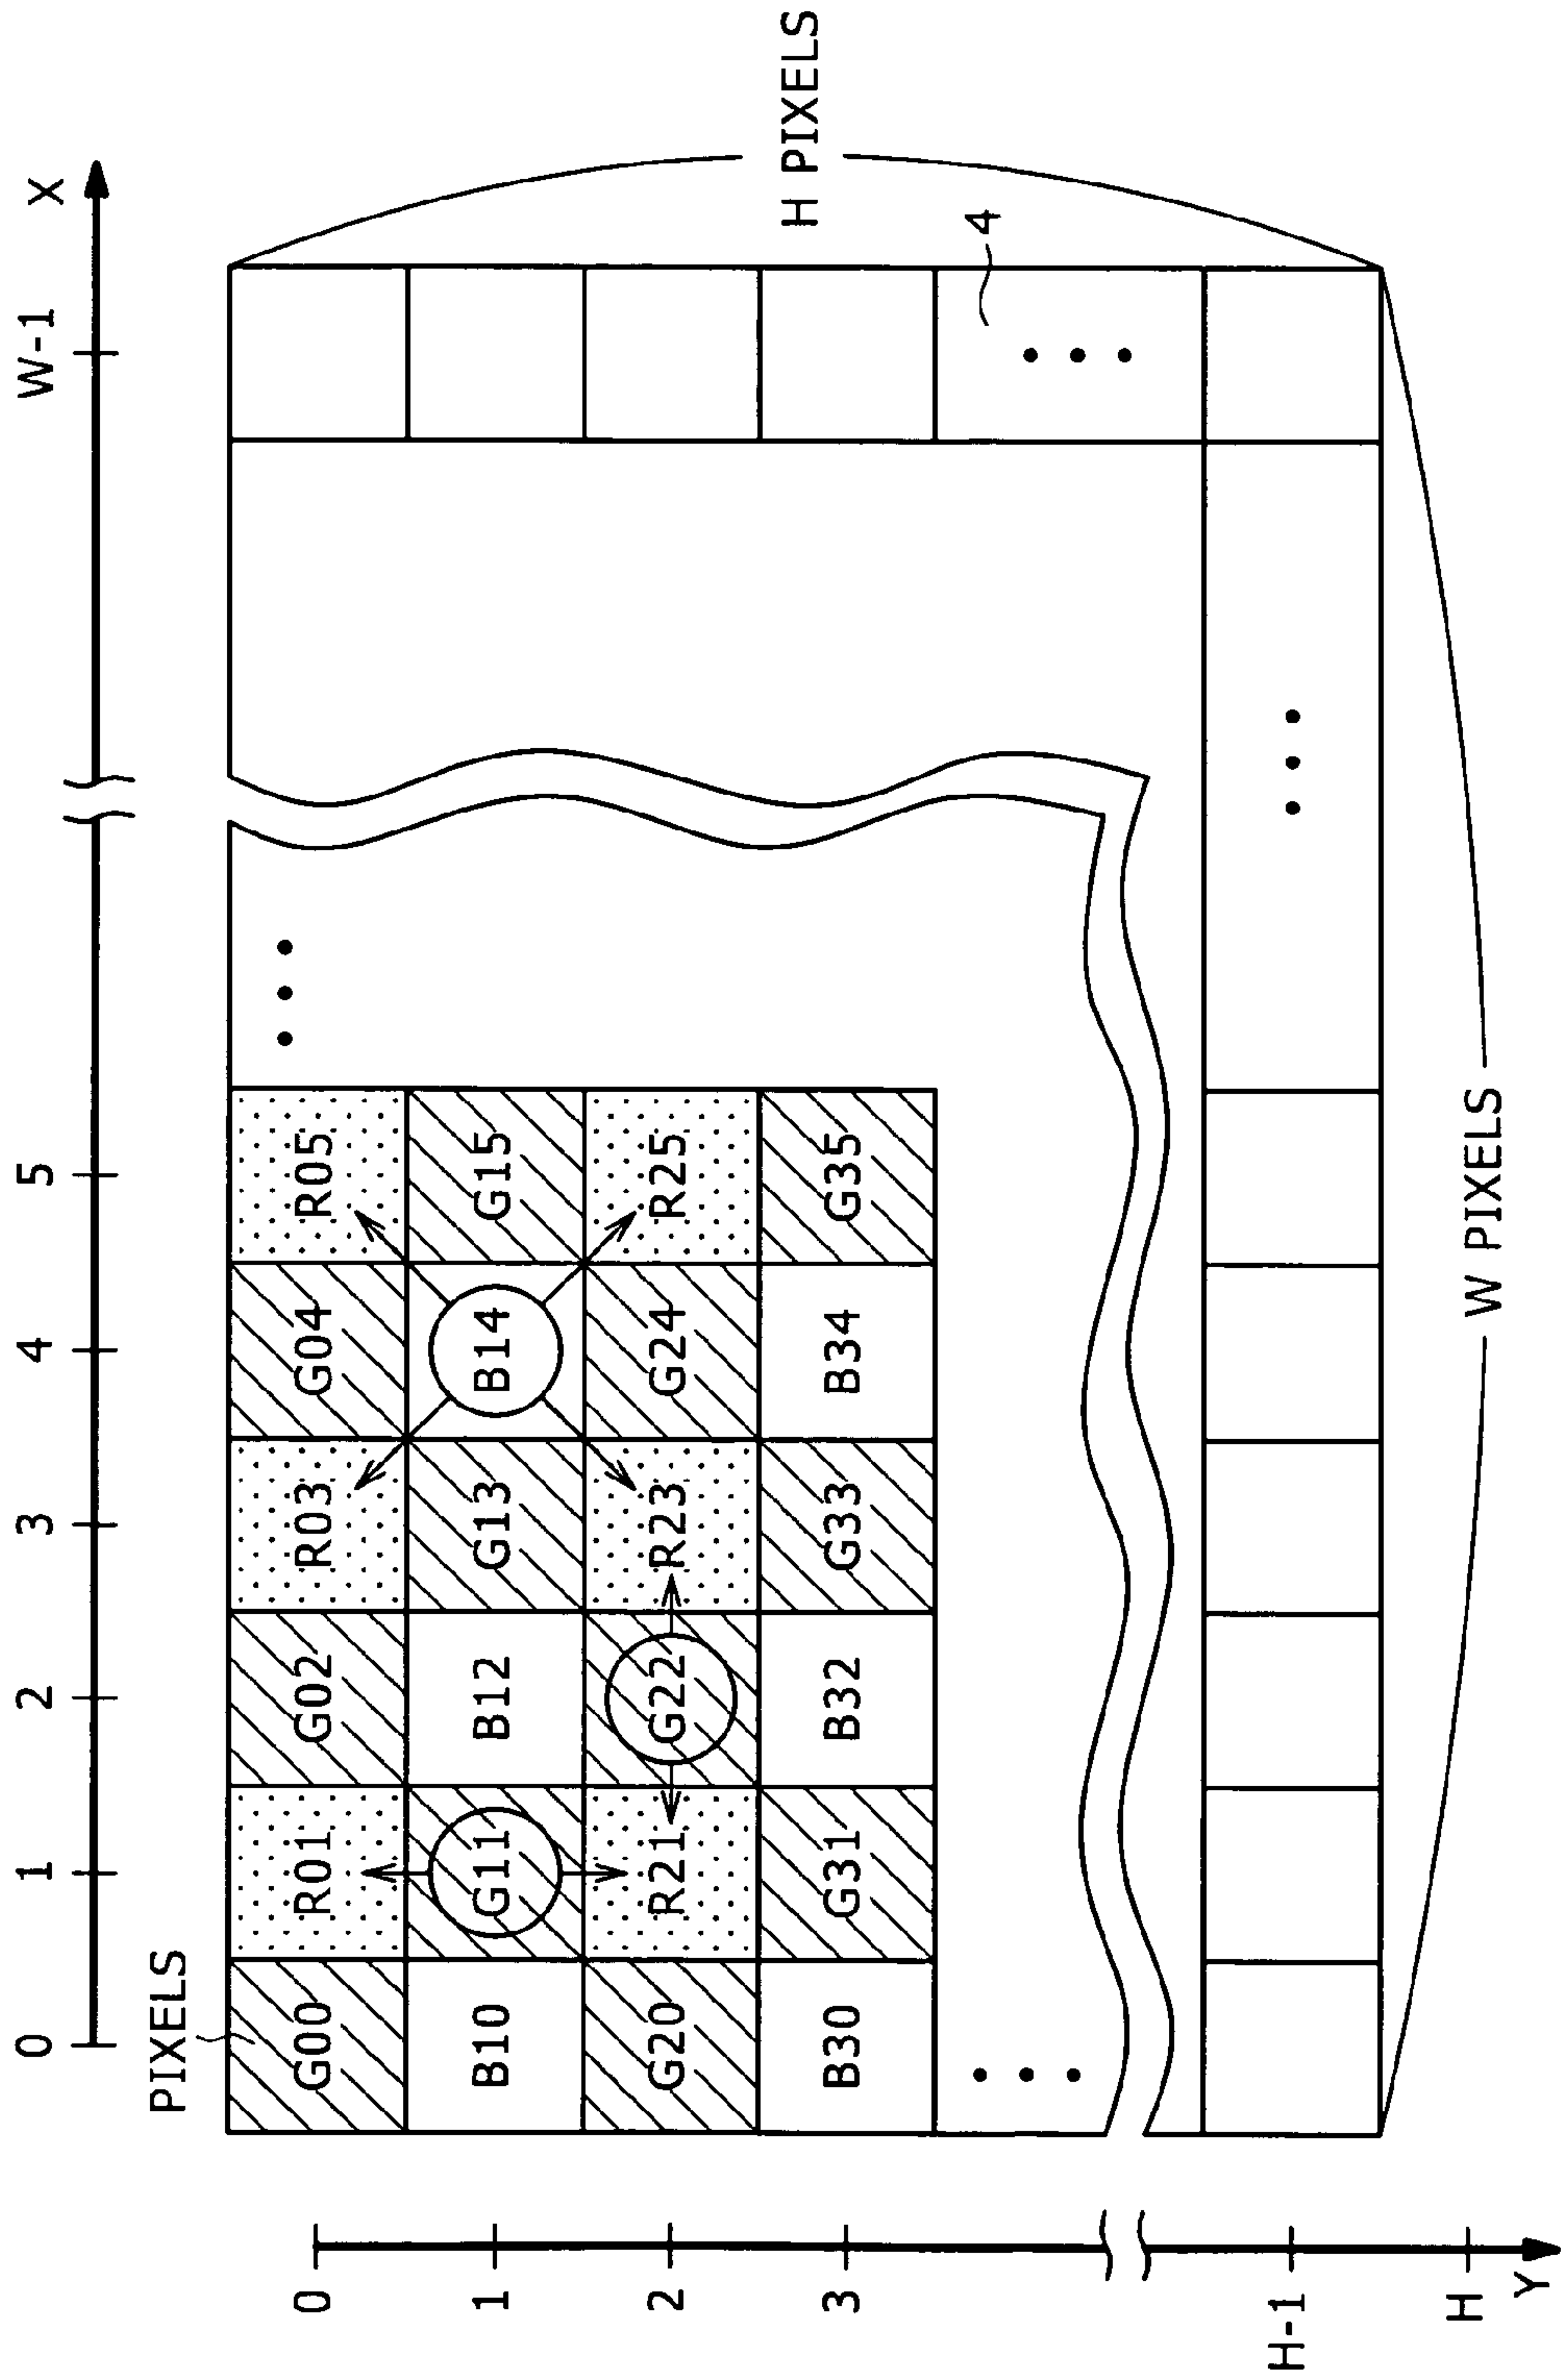 0 1 2 3 4 5 W-1 X
PIXELS
0 G00 R01 G02 R03 G04 R05
1 B10 G11 B12 G13 B14 G15
2 G20 R21 G22 R23 G24 R25
3 B30 G31 B32 G33 B34 G35
H PIXELS
4
H-1
H
Y
W PIXELS